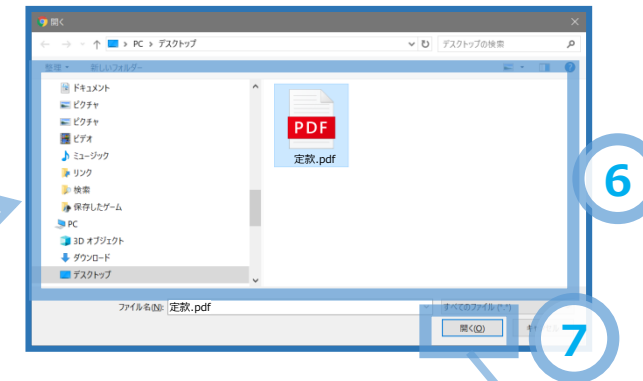 開く
PC デスクトップ
デスクトップの検索
整理 新しいフォルダー
ドキュメント
ピクチャ
ピクチャ
ビデオ
ミュージック
リンク
検索
保存したゲーム
PC
3D オブジェクト
ダウンロード
デスクトップ
PDF
定款.pdf
6
ファイル名(N): 定款.pdf
すべてのファイル (*.*)
開く(O)
7